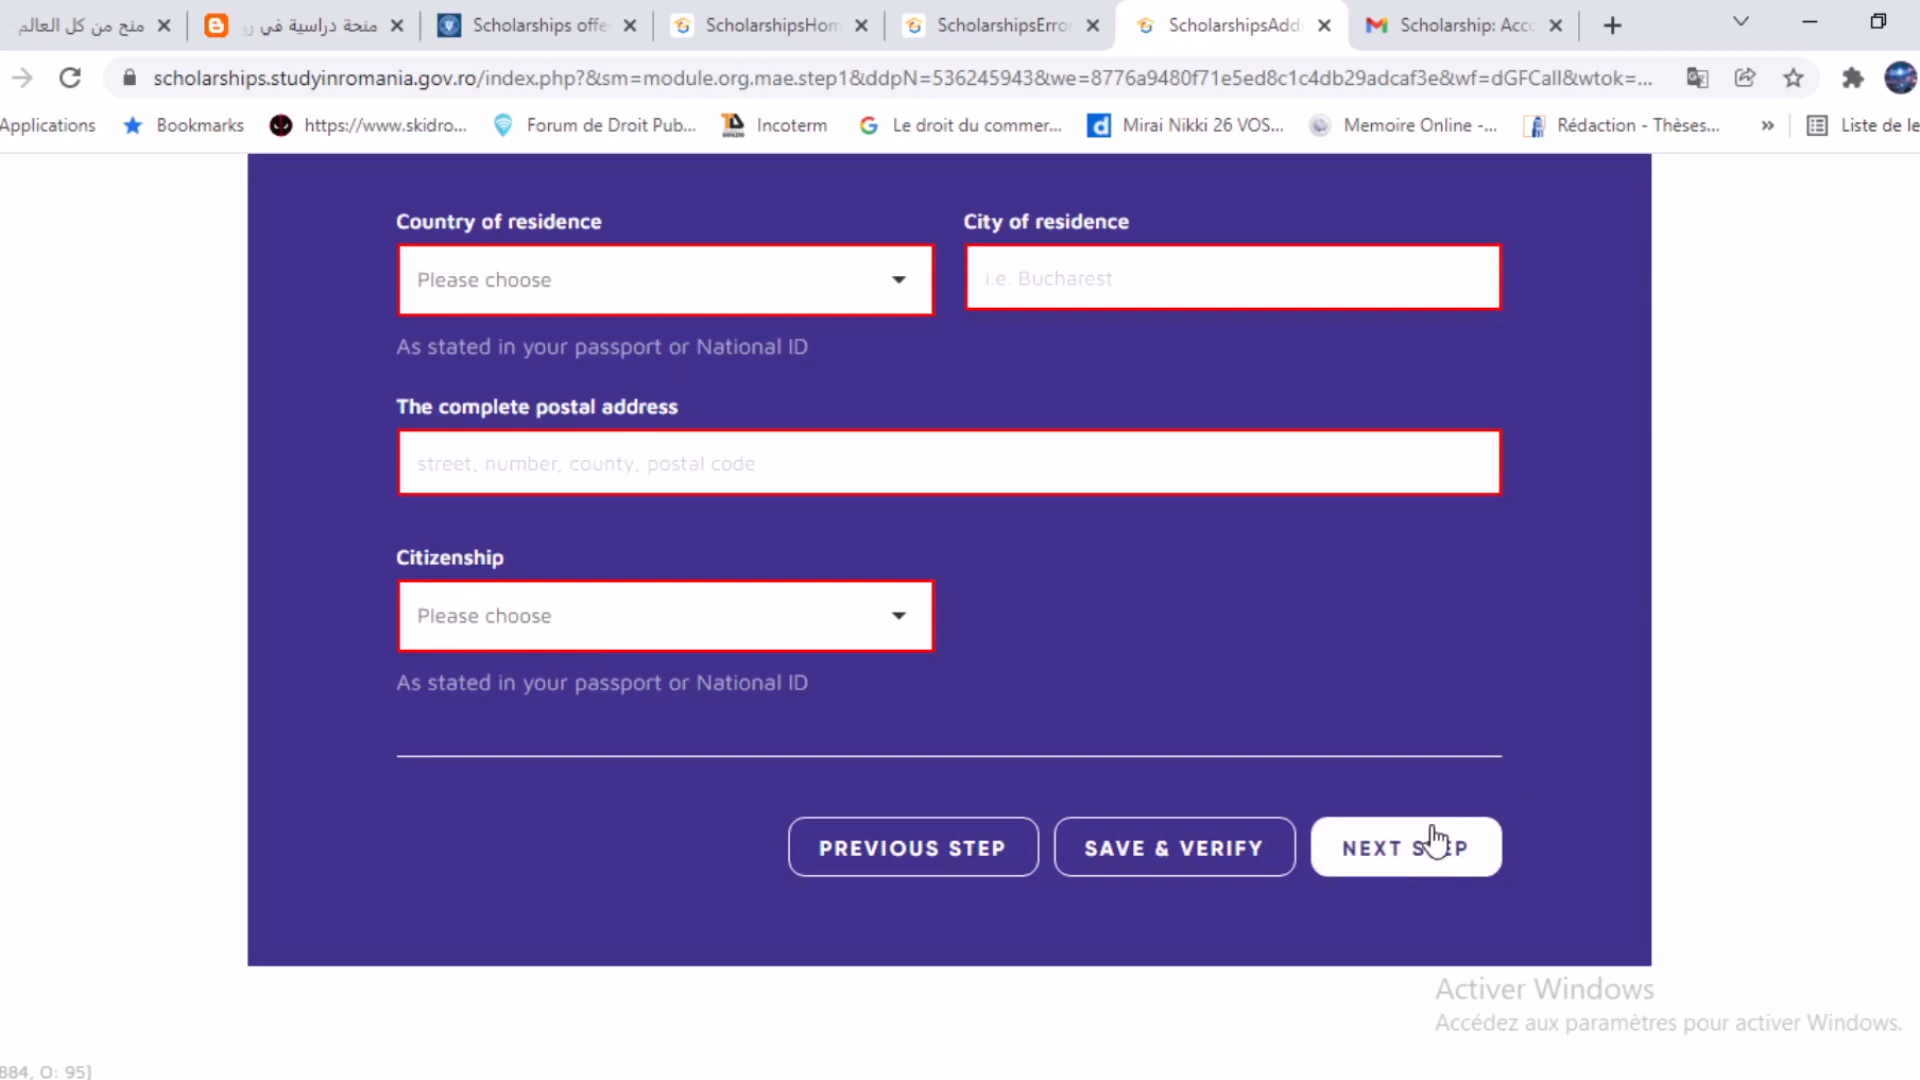 منح من كل العالم
منحة دراسية في رو
Scholarships offe
ScholarshipsHom
ScholarshipsError
ScholarshipsAdd
Scholarship: Acco
scholarships.studyinromania.gov.ro/index.php?&sm=module.org.mae.step1&ddpN=536245943&we=8776a9480f71e5ed8c1c4db29adcaf3e&wf=dGFCall&wtok=...
Applications Bookmarks https://www.skidro... Forum de Droit Pub... Incoterm Le droit du commer... Mirai Nikki 26 VOS... Memoire Online -... Rédaction - Thèses... » Liste de le
Country of residence
City of residence
Please choose
i.e. Bucharest
As stated in your passport or National ID
The complete postal address
street, number, county, postal code
Citizenship
Please choose
As stated in your passport or National ID
PREVIOUS STEP SAVE & VERIFY NEXT STEP
Activer Windows
Accédez aux paramètres pour activer Windows.
884, O: 95]